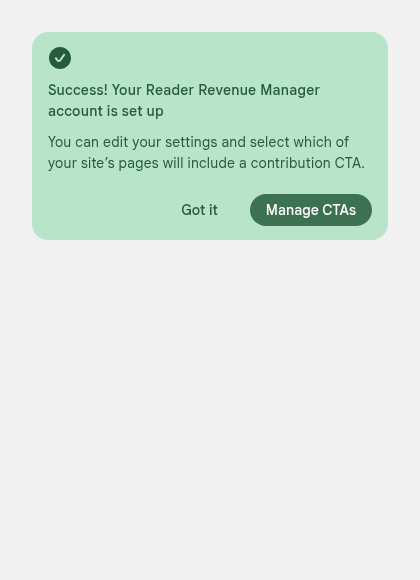 Success! Your Reader Revenue Manager
account is set up
You can edit your settings and select which of
your site’s pages will include a contribution CTA.
Got it
Manage CTAs